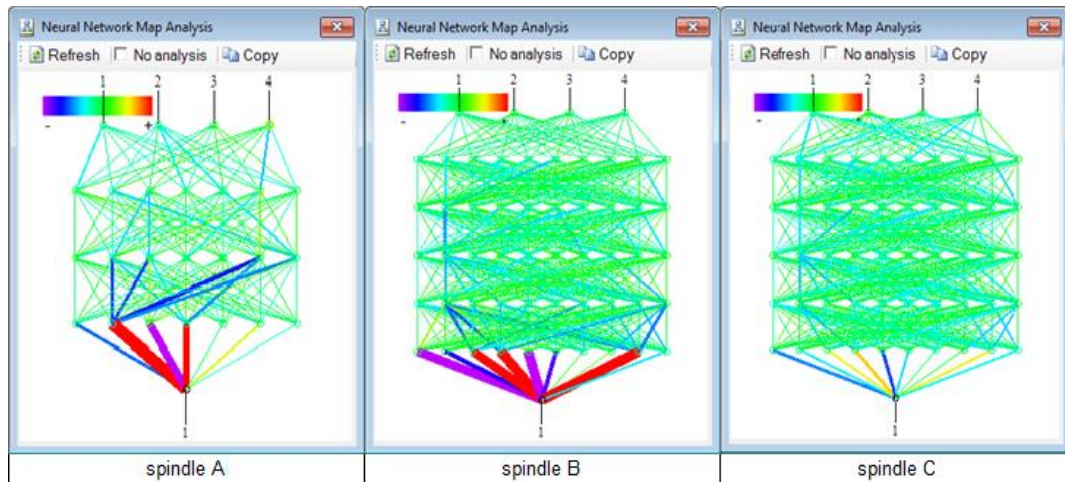 Neural Network Map Analysis
Refresh No analysis Copy
1 2 3 4
- +
1
spindle A
Neural Network Map Analysis
Refresh No analysis Copy
1 2 3 4
-
1
spindle B
Neural Network Map Analysis
Refresh No analysis Copy
1 2 3 4
-
1
spindle C